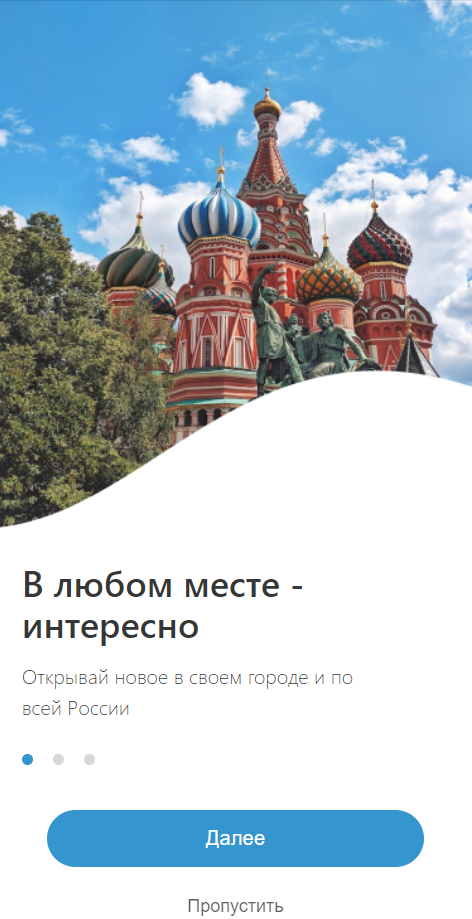 В любом месте -
интересно
Открывай новое в своем городе и по
всей России
Далее
Пропустить